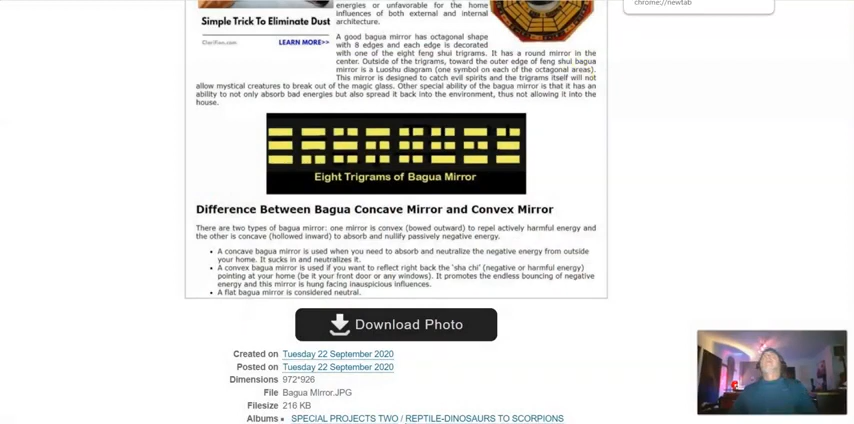 chrome://newtab
energies or unfavorable for the home
influences of both external and internal
architecture.
Simple Trick To Eliminate Dust
LEARN MORE>>
A good bagua mirror has octagonal shape
with 8 edges and each edge is decorated
with one of the eight feng shui trigrams. It has a round mirror in the
center. Outside of the trigrams, toward the outer edge of feng shui bagua
mirror is a Luoshu diagram (one symbol on each of the octagonal areas).
This mirror is designed to catch evil spirits and the trigrams itself will not
allow mystical creatures to break out of the magic glass. Other special ability of the bagua mirror is that it has an
ability to not only absorb bad energies but also spread it back into the environment, thus not allowing it into the
house.
Eight Trigrams of Bagua Mirror
Difference Between Bagua Concave Mirror and Convex Mirror
There are two types of bagua mirror: one mirror is convex (bowed outward) to repel actively harmful energy and
the other is concave (hollowed inward) to absorb and nullify passively negative energy.
• A concave bagua mirror is used when you need to absorb and neutralize the negative energy from outside
your home. It sucks in and neutralizes it.
• A convex bagua mirror is used if you want to reflect right back the 'sha chi' (negative or harmful energy)
pointing at your home (be it your front door or any windows). It promotes the endless bouncing of negative
energy and this mirror is hung facing inauspicious influences.
• A flat bagua mirror is considered neutral.
Download Photo
Created on Tuesday 22 September 2020
Posted on Tuesday 22 September 2020
Dimensions 972*926
File Bagua MIrror.JPG
Filesize 216 KB
Albums ▪ SPECIAL PROJECTS TWO / REPTILE-DINOSAURS TO SCORPIONS